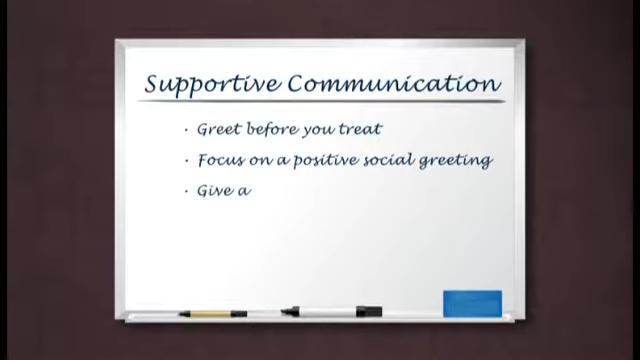 Supportive Communication
· Greet before you treat
· Focus on a positive social greeting
· Give a